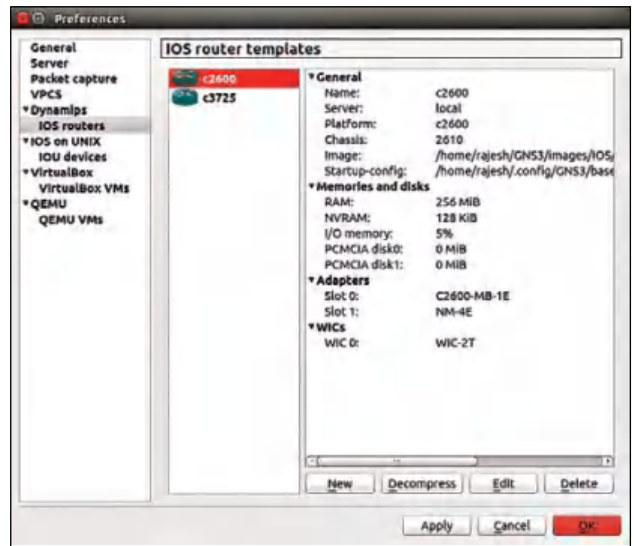 Preferences
General
Server
Packet capture
VPCS
Dynamips
IOS routers
IOS on UNIX
IOU devices
VirtualBox
VirtualBox VMs
QEMU
QEMU VMs
IOS router templates
c2600
c3725
General
Name: c2600
Server: local
Platform: c2600
Chassis: 2610
Image: /home/rajesh/GNS3/images/IOS/
Startup-config: /home/rajesh/.config/GNS3/base
Memories and disks
RAM: 256 MiB
NVRAM: 128 KiB
I/O memory: 5%
PCMCIA disk0: 0 MiB
PCMCIA disk1: 0 MiB
Adapters
Slot 0: C2600-MB-1E
Slot 1: NM-4E
WICs
WIC 0: WIC-2T
New Decompress Edit Delete
Apply Cancel OK